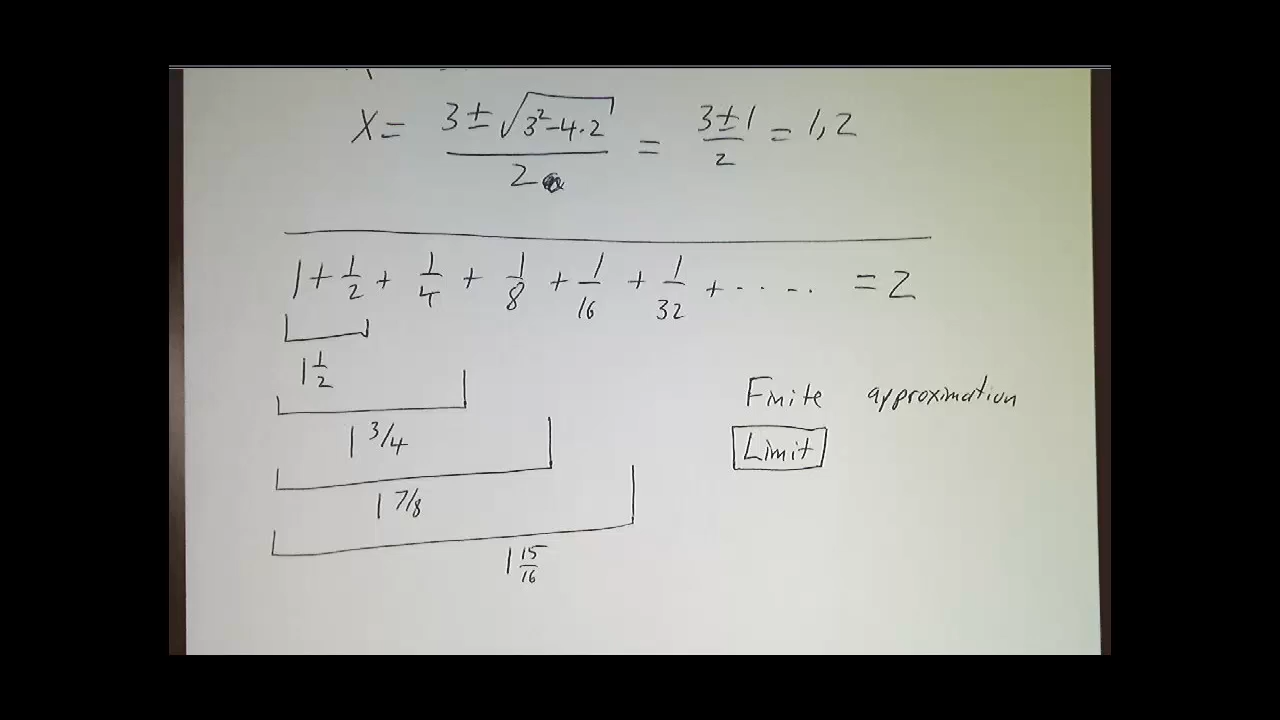 X = (3 ± √(3² - 4·2)) / 2 = (3 ± 1) / 2 = 1, 2
1 + 1/2 + 1/4 + 1/8 + 1/16 + 1/32 + ..... = 2
1 1/2
Finite approximation
1 3/4
Limit
1 7/8
1 15/16